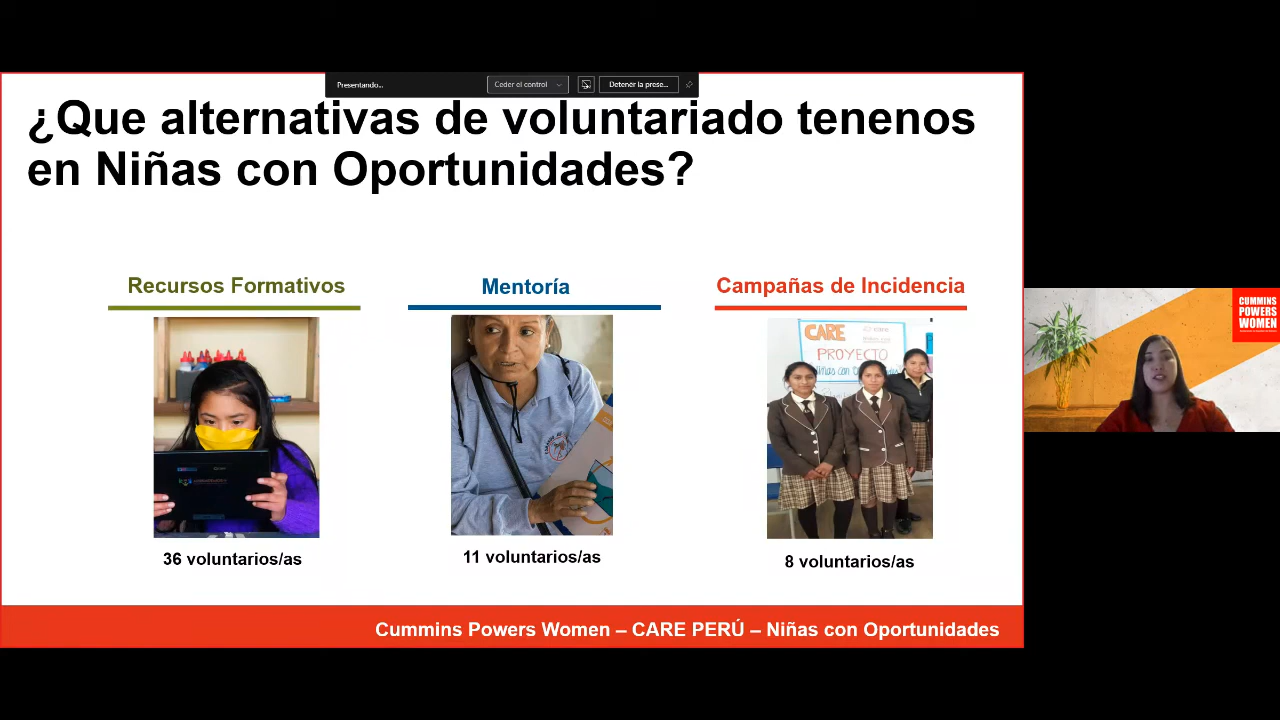 Presentando...
Ceder el control
Detener la prese...
¿Que alternativas de voluntariado tenenos
en Niñas con Oportunidades?
Recursos Formativos
Mentoría
Campañas de Incidencia
CARE
PROYECTO
36 voluntarios/as
11 voluntarios/as
8 voluntarios/as
Cummins Powers Women – CARE PERÚ – Niñas con Oportunidades
CUMMINS
POWERS
WOMEN